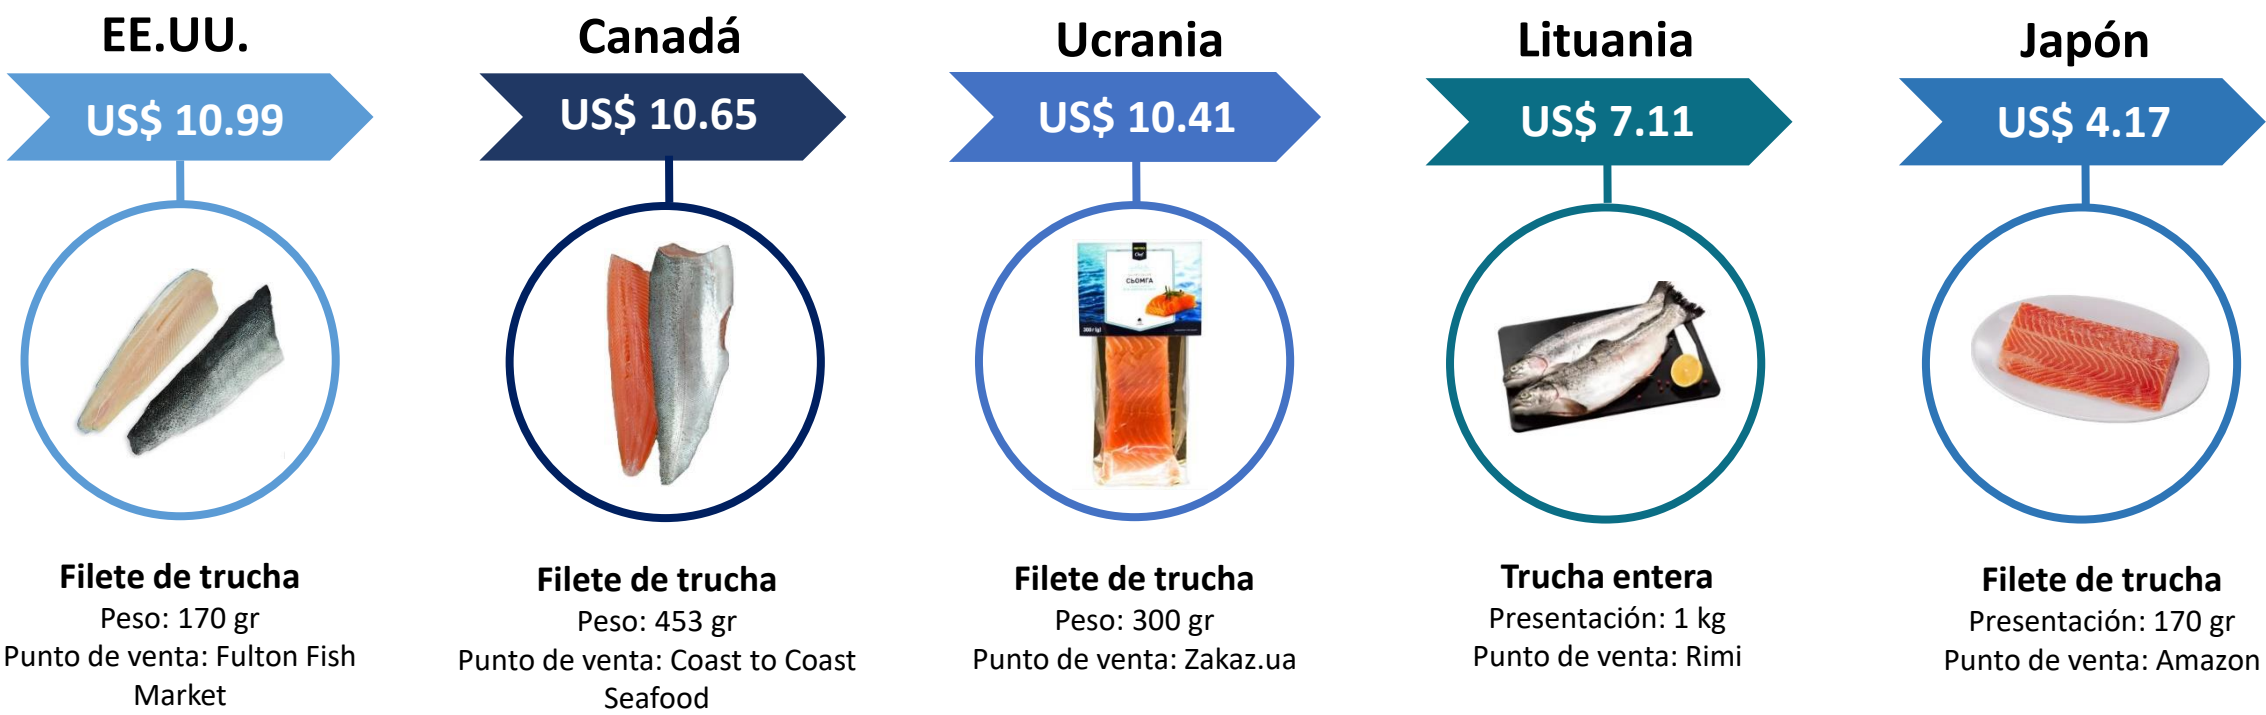 EE.UU.
US$ 10.99
Filete de trucha
Peso: 170 gr
Punto de venta: Fulton Fish
Market
Canadá
US$ 10.65
Filete de trucha
Peso: 453 gr
Punto de venta: Coast to Coast
Seafood
Ucrania
US$ 10.41
Chef
СЬОМГА
300 г (g)
Filete de trucha
Peso: 300 gr
Punto de venta: Zakaz.ua
Lituania
US$ 7.11
Trucha entera
Presentación: 1 kg
Punto de venta: Rimi
Japón
US$ 4.17
Filete de trucha
Presentación: 170 gr
Punto de venta: Amazon